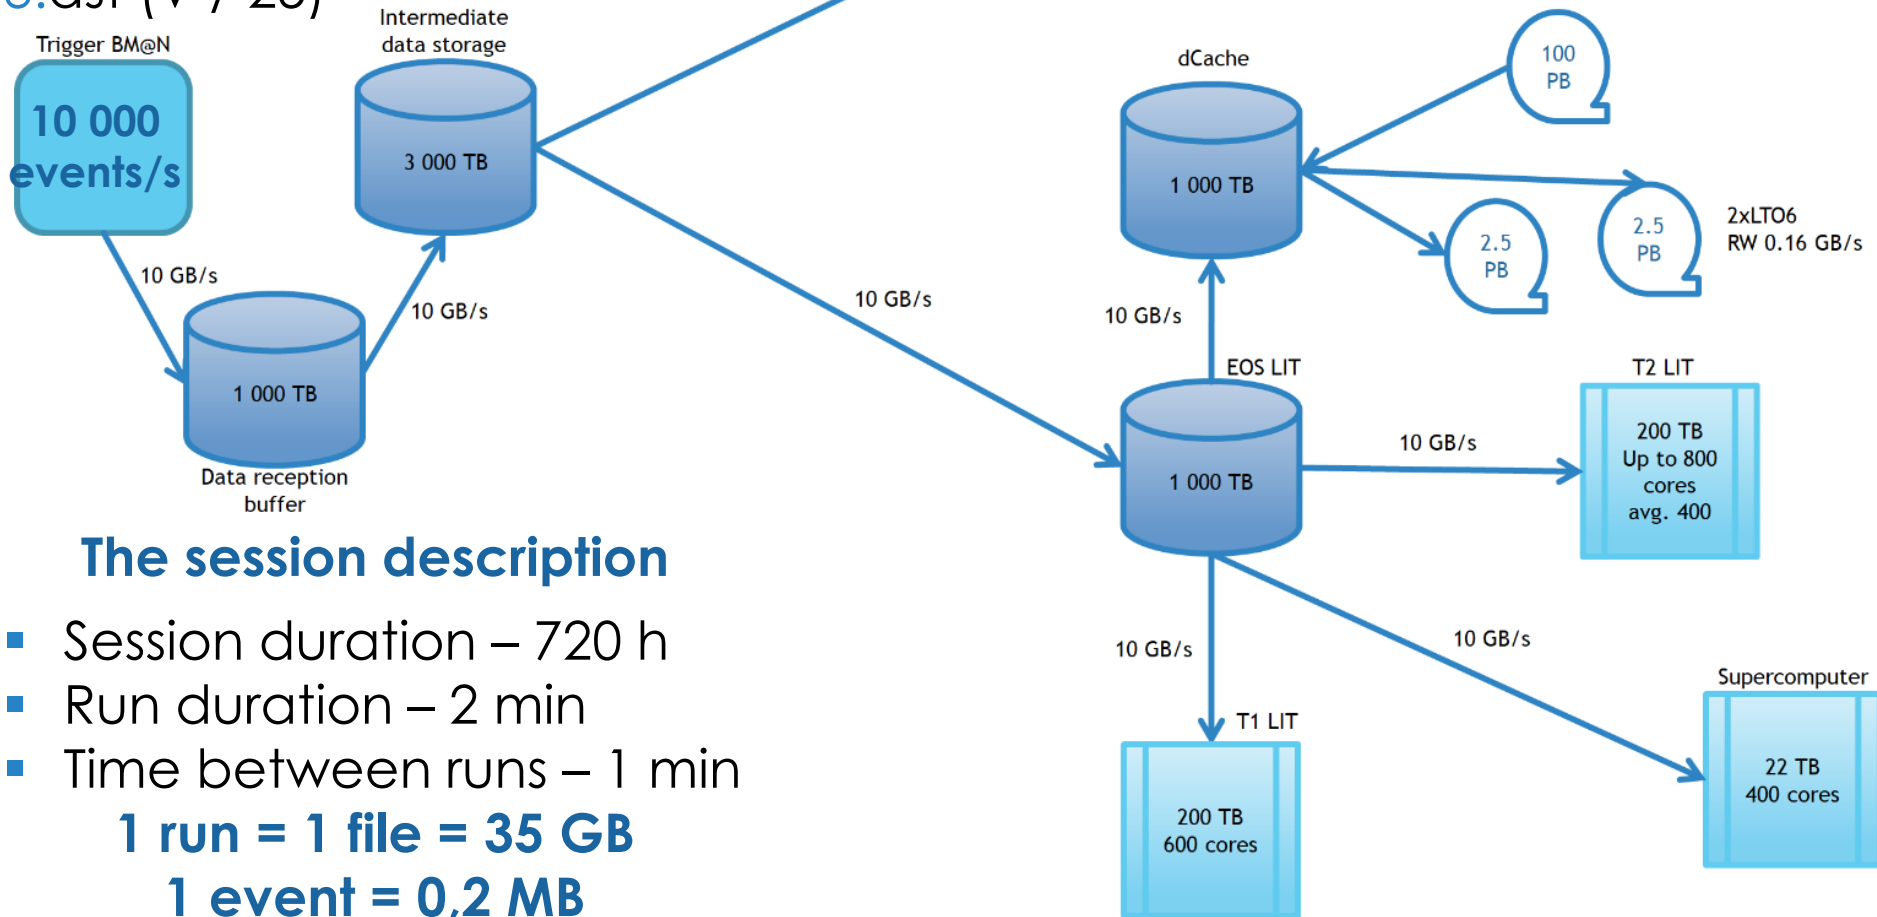 Trigger BM@N
10 000
events/s
Intermediate
data storage
3 000 TB
10 GB/s
10 GB/s
1 000 TB
Data reception
buffer
10 GB/s
dCache
1 000 TB
100
PB
2.5
PB
2.5
PB
2xLTO6
RW 0.16 GB/s
10 GB/s
EOS LIT
1 000 TB
10 GB/s
T2 LIT
200 TB
Up to 800
cores
avg. 400
10 GB/s
T1 LIT
200 TB
600 cores
10 GB/s
Supercomputer
22 TB
400 cores
The session description
▪ Session duration – 720 h
▪ Run duration – 2 min
▪ Time between runs – 1 min
1 run = 1 file = 35 GB
1 event = 0,2 MB